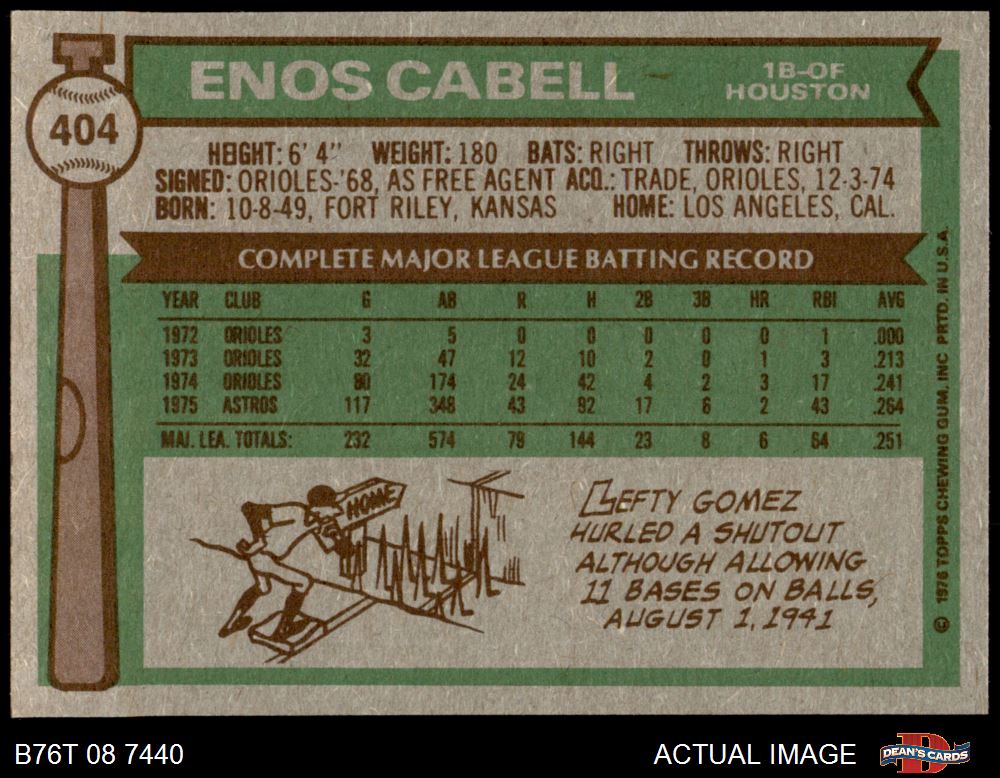 404
ENOS CABELL
1B-OF
HOUSTON
HEIGHT: 6' 4" WEIGHT: 180 BATS: RIGHT THROWS: RIGHT
SIGNED: ORIOLES-'68, AS FREE AGENT ACQ.: TRADE, ORIOLES, 12-3-74
BORN: 10-8-49, FORT RILEY, KANSAS HOME: LOS ANGELES, CAL.
COMPLETE MAJOR LEAGUE BATTING RECORD
YEAR CLUB G AB R H 2B 3B HR RBI AVG
1972 ORIOLES 3 5 0 0 0 0 0 1 .000
1973 ORIOLES 32 47 12 10 2 0 1 3 .213
1974 ORIOLES 80 174 24 42 4 2 3 17 .241
1975 ASTROS 117 348 43 92 17 6 2 43 .264
MAJ. LEA. TOTALS: 232 574 79 144 23 8 6 64 .251
HOME
LEFTY GOMEZ
HURLED A SHUTOUT
ALTHOUGH ALLOWING
11 BASES ON BALLS,
AUGUST 1, 1941
© 1976 TOPPS CHEWING GUM, INC PRTD. IN U.S.A.
B76T 08 7440
ACTUAL IMAGE
D
DEAN'S CARDS